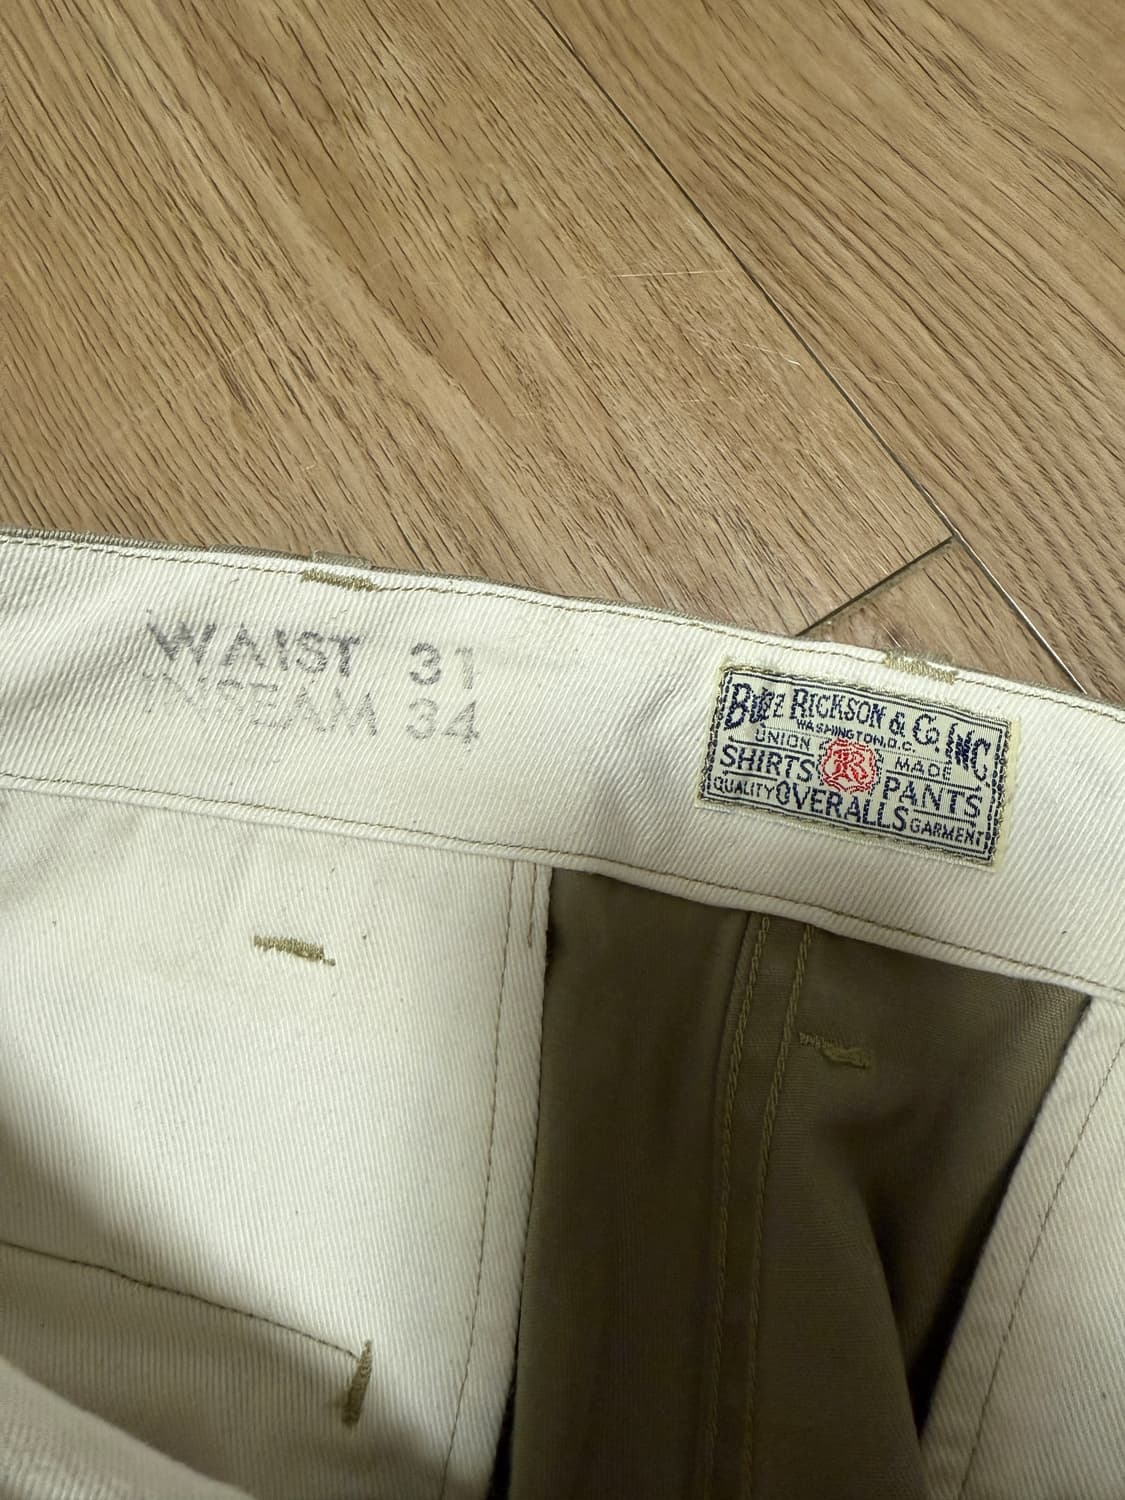 WAIST 31
INSEAM 34
BUZZ RICKSON & CO. INC.
WASHINGTON, D.C.
UNION MADE
SHIRTS R PANTS
QUALITY OVERALLS GARMENT